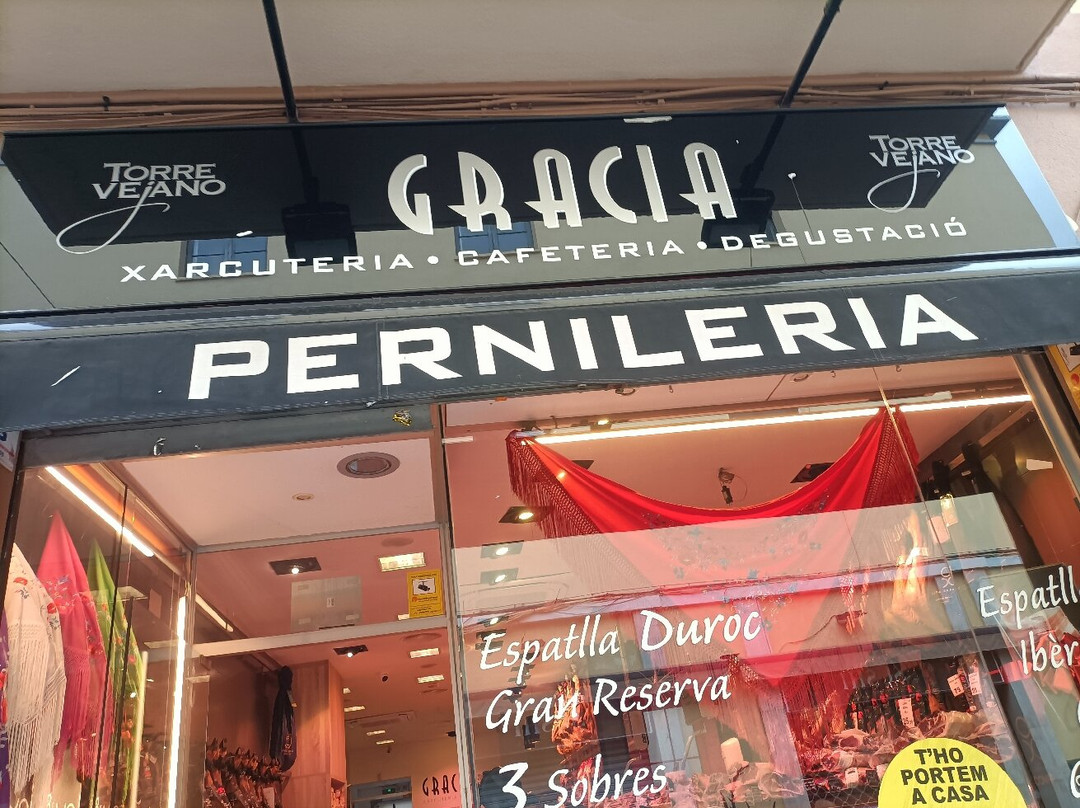 TORRE
VEJANO
GRACIA
TORRE
VEJANO
XARCUTERIA • CAFETERIA • DEGUSTACIÓ
PERNILERIA
Espatlla Duroc
Gran Reserva
3 Sobres
Espatll
Ibèr
T'HO
PORTEM
A CASA
GRAC